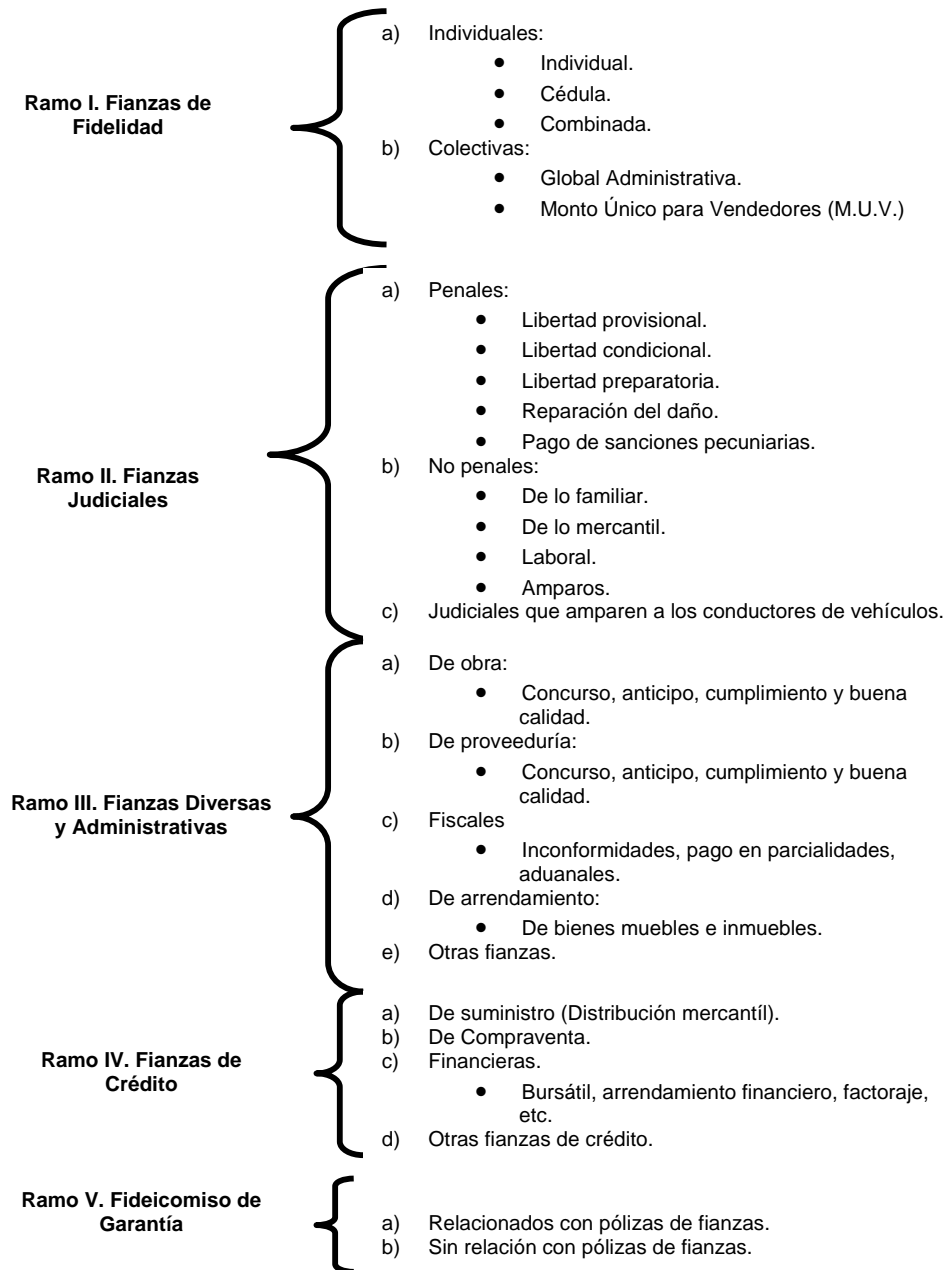 Ramo I. Fianzas de
Fidelidad
a) Individuales:
• Individual.
• Cédula.
• Combinada.
b) Colectivas:
• Global Administrativa.
• Monto Único para Vendedores (M.U.V.)
Ramo II. Fianzas
Judiciales
a) Penales:
• Libertad provisional.
• Libertad condicional.
• Libertad preparatoria.
• Reparación del daño.
• Pago de sanciones pecuniarias.
b) No penales:
• De lo familiar.
• De lo mercantil.
• Laboral.
• Amparos.
c) Judiciales que amparen a los conductores de vehículos.
Ramo III. Fianzas Diversas
y Administrativas
a) De obra:
• Concurso, anticipo, cumplimiento y buena
calidad.
b) De proveeduría:
• Concurso, anticipo, cumplimiento y buena
calidad.
c) Fiscales
• Inconformidades, pago en parcialidades,
aduanales.
d) De arrendamiento:
• De bienes muebles e inmuebles.
e) Otras fianzas.
Ramo IV. Fianzas de
Crédito
a) De suministro (Distribución mercantíl).
b) De Compraventa.
c) Financieras.
• Bursátil, arrendamiento financiero, factoraje,
etc.
d) Otras fianzas de crédito.
Ramo V. Fideicomiso de
Garantía
a) Relacionados con pólizas de fianzas.
b) Sin relación con pólizas de fianzas.